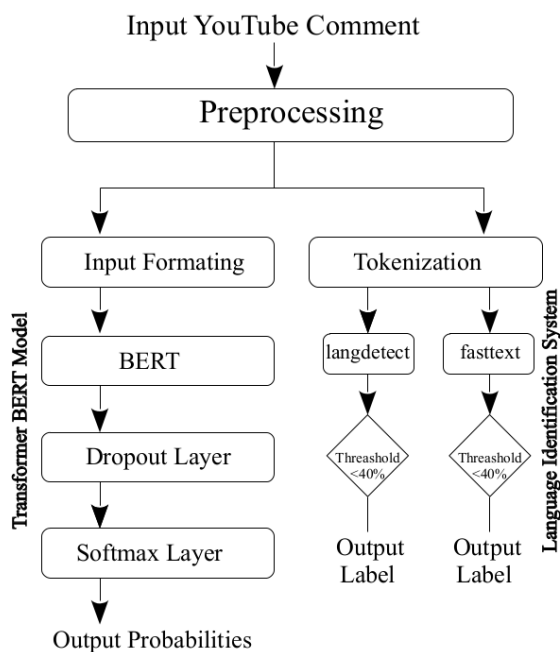 Input YouTube Comment
Preprocessing
Input Formating
Tokenization
langdetect
fasttext
BERT
Threashold
<40%
Threashold
<40%
Dropout Layer
Softmax Layer
Output
Label
Output
Label
Output Probabilities
Transformer BERT Model
Language Identification System